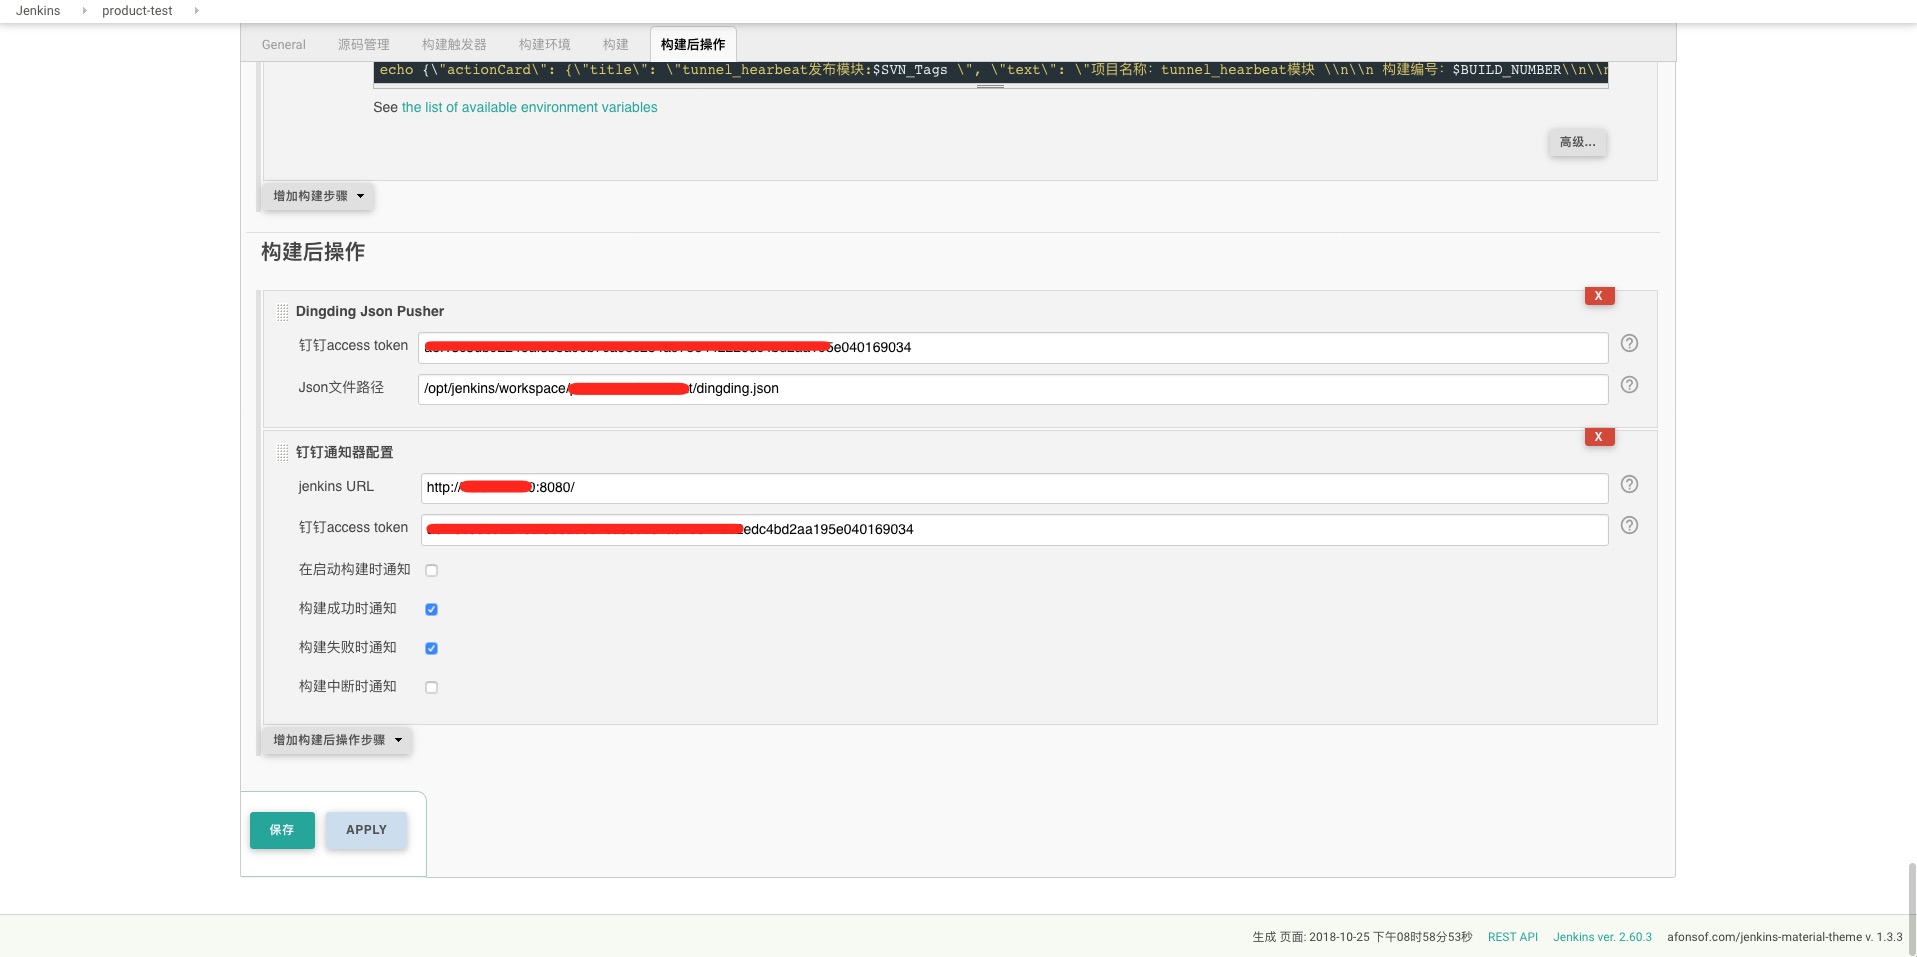 Jenkins product-test
General 源码管理 构建触发器 构建环境 构建 构建后操作
echo {\"actionCard\": {\"title\": \"tunnel_hearbeat发布模块:$SVN_Tags \", \"text\": \"项目名称: tunnel_hearbeat模块 \\n\\n 构建编号: $BUILD_NUMBER\\n\\n
See the list of available environment variables
高级...
增加构建步骤
构建后操作
X
Dingding Json Pusher
钉钉access token 5e040169034
Json文件路径 /opt/jenkins/workspace/ t/dingding.json
X
钉钉通知器配置
jenkins URL http:// :8080/
钉钉access token edc4bd2aa195e040169034
在启动构建时通知
构建成功时通知
构建失败时通知
构建中断时通知
增加构建后操作步骤
保存 APPLY
生成 页面: 2018-10-25 下午08时58分53秒 REST API Jenkins ver. 2.60.3 afonsof.com/jenkins-material-theme v. 1.3.3